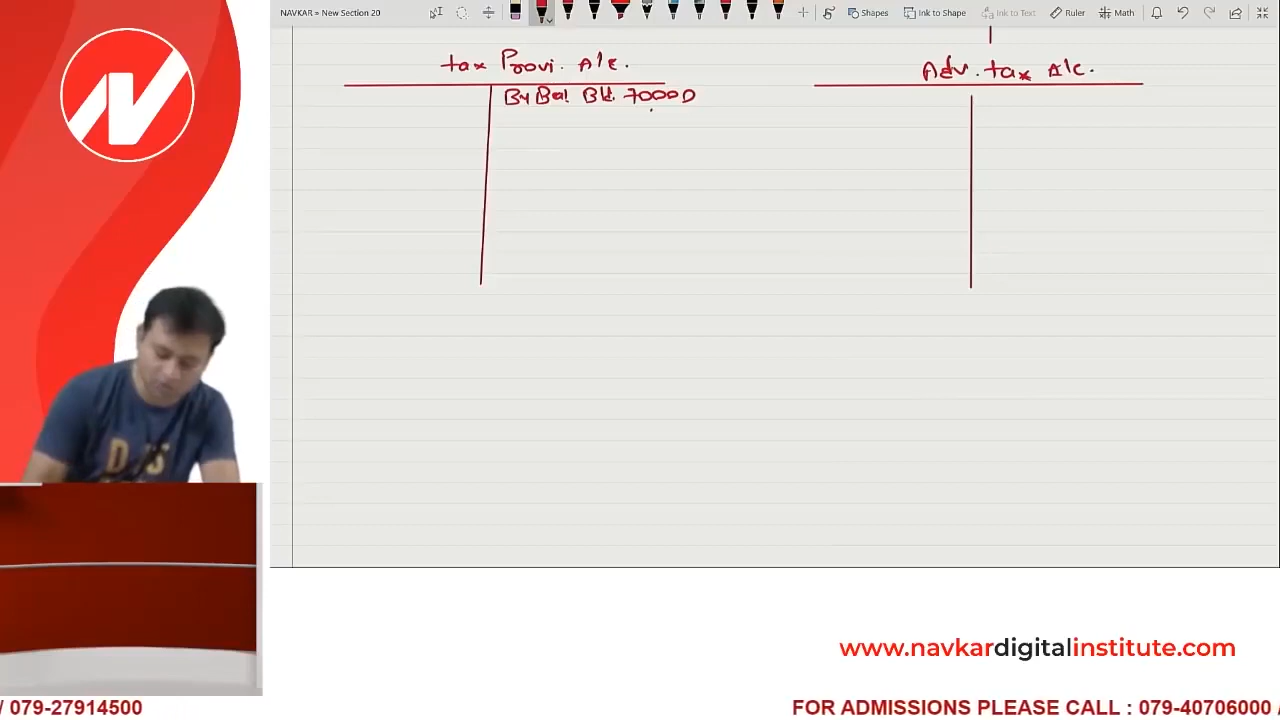 NAVKAR » New Section 20
Shapes
Ink to Shape
Ink to Text
Ruler
Math
tax Provi. A/c.
Adv. tax A/c.
By Bal Bd. 70000
N
www.navkardigitalinstitute.com
/ 079-27914500
FOR ADMISSIONS PLEASE CALL : 079-40706000